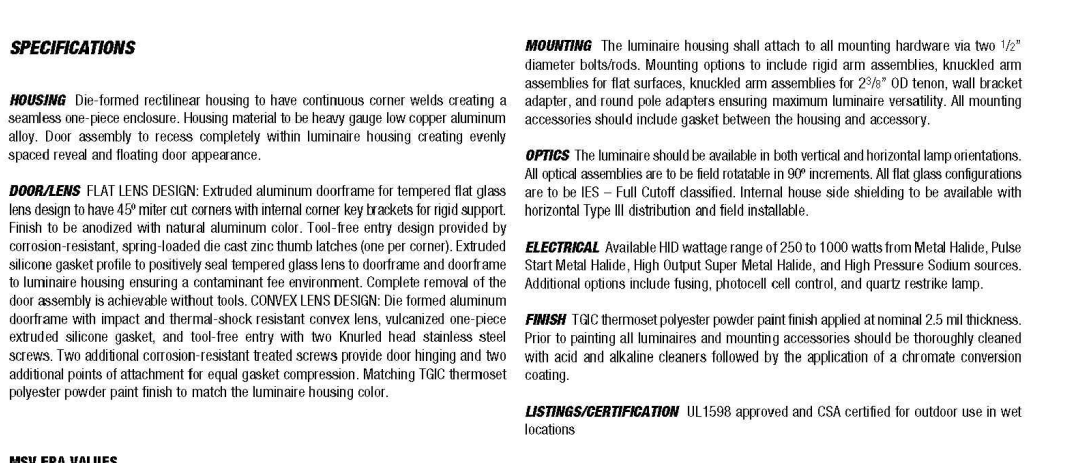 SPECIFICATIONS
HOUSING Die-formed rectilinear housing to have continuous corner welds creating a
seamless one-piece enclosure. Housing material to be heavy gauge low copper aluminum
alloy. Door assembly to recess completely within luminaire housing creating evenly
spaced reveal and floating door appearance.
DOOR/LENS FLAT LENS DESIGN: Extruded aluminum doorframe for tempered flat glass
lens design to have 45º miter cut corners with internal corner key brackets for rigid support.
Finish to be anodized with natural aluminum color. Tool-free entry design provided by
corrosion-resistant, spring-loaded die cast zinc thumb latches (one per corner). Extruded
silicone gasket profile to positively seal tempered glass lens to doorframe and doorframe
to luminaire housing ensuring a contaminant fee environment. Complete removal of the
door assembly is achievable without tools. CONVEX LENS DESIGN: Die formed aluminum
doorframe with impact and thermal-shock resistant convex lens, vulcanized one-piece
extruded silicone gasket, and tool-free entry with two Knurled head stainless steel
screws. Two additional corrosion-resistant treated screws provide door hinging and two
additional points of attachment for equal gasket compression. Matching TGIC thermoset
polyester powder paint finish to match the luminaire housing color.
MSV EPA VALUES
MOUNTING The luminaire housing shall attach to all mounting hardware via two 1/2”
diameter bolts/rods. Mounting options to include rigid arm assemblies, knuckled arm
assemblies for flat surfaces, knuckled arm assemblies for 23/8” OD tenon, wall bracket
adapter, and round pole adapters ensuring maximum luminaire versatility. All mounting
accessories should include gasket between the housing and accessory.
OPTICS The luminaire should be available in both vertical and horizontal lamp orientations.
All optical assemblies are to be field rotatable in 90º increments. All flat glass configurations
are to be IES – Full Cutoff classified. Internal house side shielding to be available with
horizontal Type III distribution and field installable.
ELECTRICAL Available HID wattage range of 250 to 1000 watts from Metal Halide, Pulse
Start Metal Halide, High Output Super Metal Halide, and High Pressure Sodium sources.
Additional options include fusing, photocell cell control, and quartz restrike lamp.
FINISH TGIC thermoset polyester powder paint finish applied at nominal 2.5 mil thickness.
Prior to painting all luminaires and mounting accessories should be thoroughly cleaned
with acid and alkaline cleaners followed by the application of a chromate conversion
coating.
LISTINGS/CERTIFICATION UL1598 approved and CSA certified for outdoor use in wet
locations